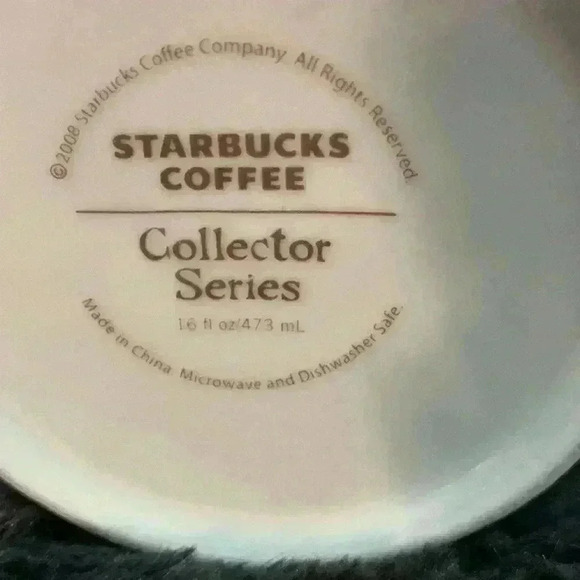 ©2008 Starbucks Coffee Company All Rights Reserved.
STARBUCKS
COFFEE
Collector
Series
16 fl oz/473 mL
Made in China Microwave and Dishwasher Safe.